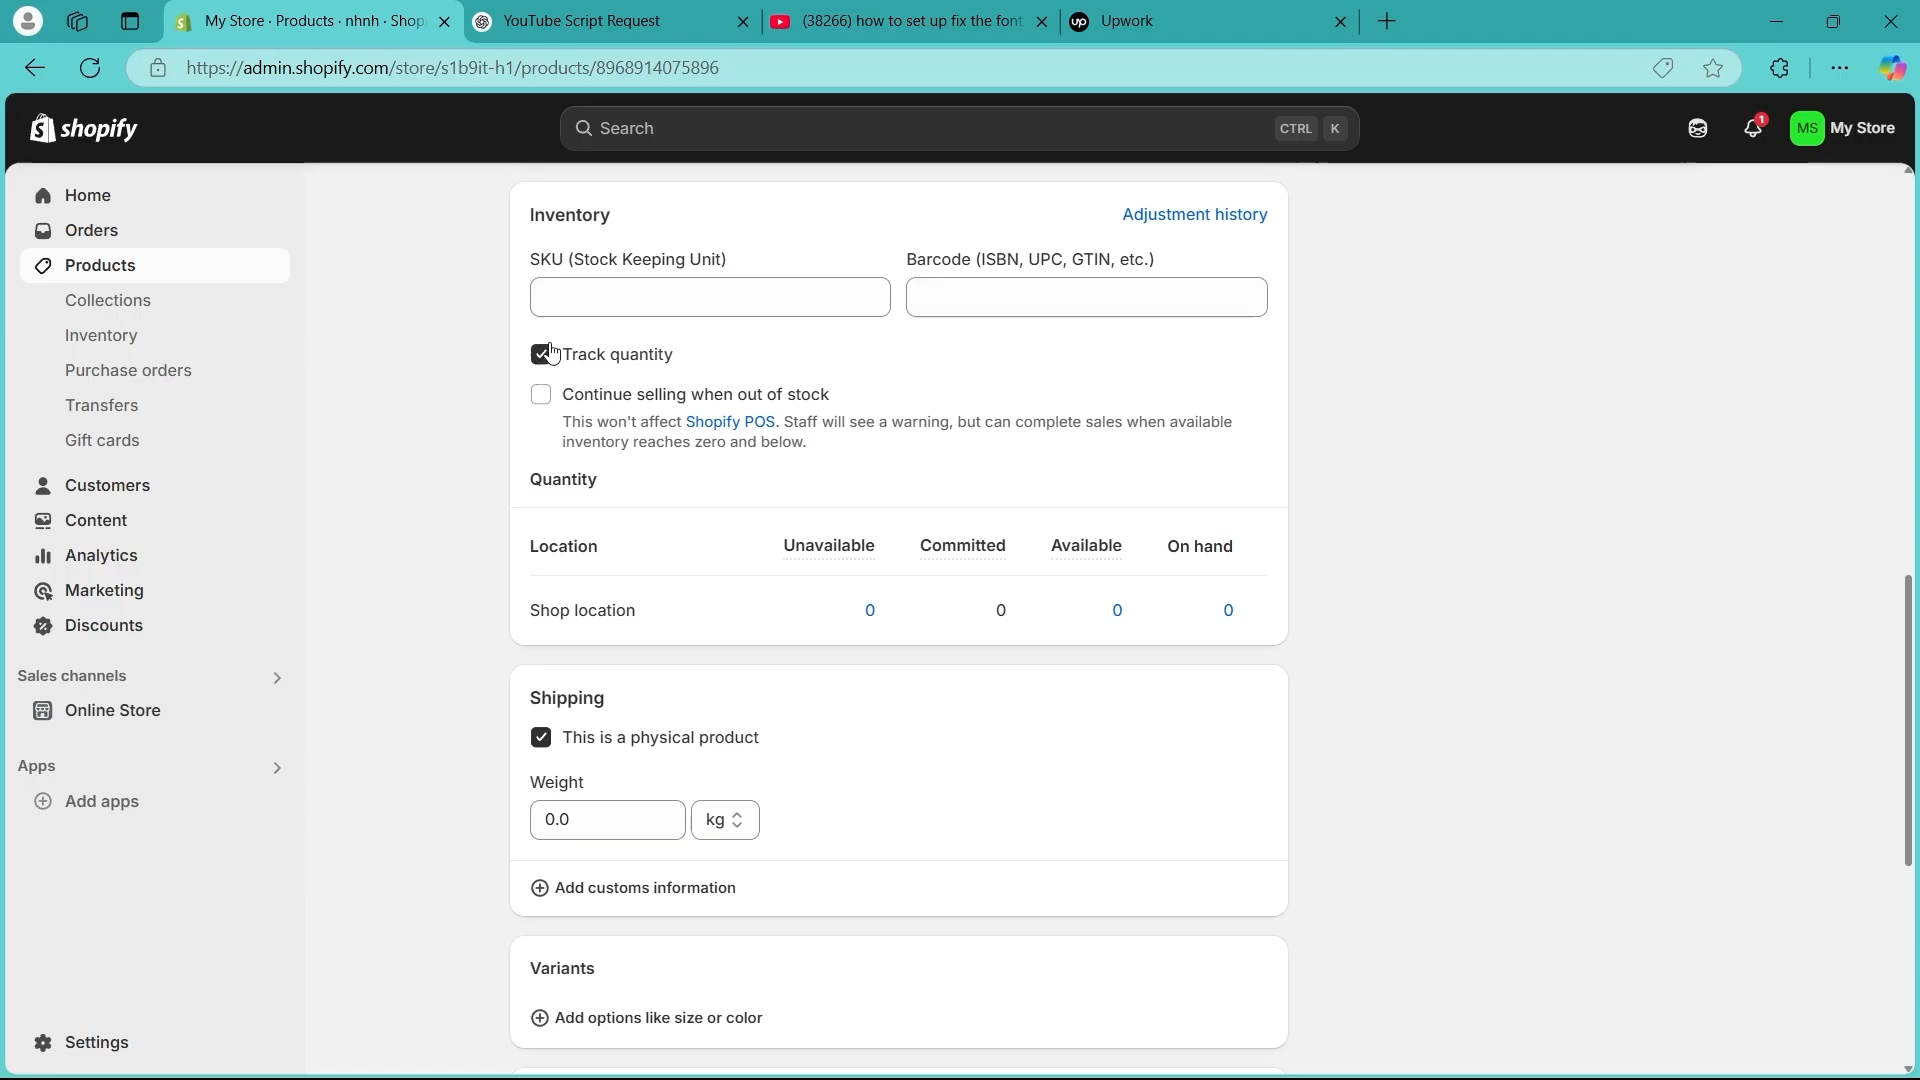 My Store · Products · nhnh · Shop
YouTube Script Request
(38266) how to set up fix the font
Upwork
https://admin.shopify.com/store/s1b9it-h1/products/8968914075896
shopify
Search
CTRL K
1
MS My Store
Home
Orders
Products
Collections
Inventory
Purchase orders
Transfers
Gift cards
Customers
Content
Analytics
Marketing
Discounts
Sales channels
Online Store
Apps
Add apps
Settings
Inventory
Adjustment history
SKU (Stock Keeping Unit)
Barcode (ISBN, UPC, GTIN, etc.)
Track quantity
Continue selling when out of stock
This won't affect Shopify POS. Staff will see a warning, but can complete sales when available
inventory reaches zero and below.
Quantity
Location Unavailable Committed Available On hand
Shop location 0 0 0 0
Shipping
This is a physical product
Weight
0.0 kg
Add customs information
Variants
Add options like size or color